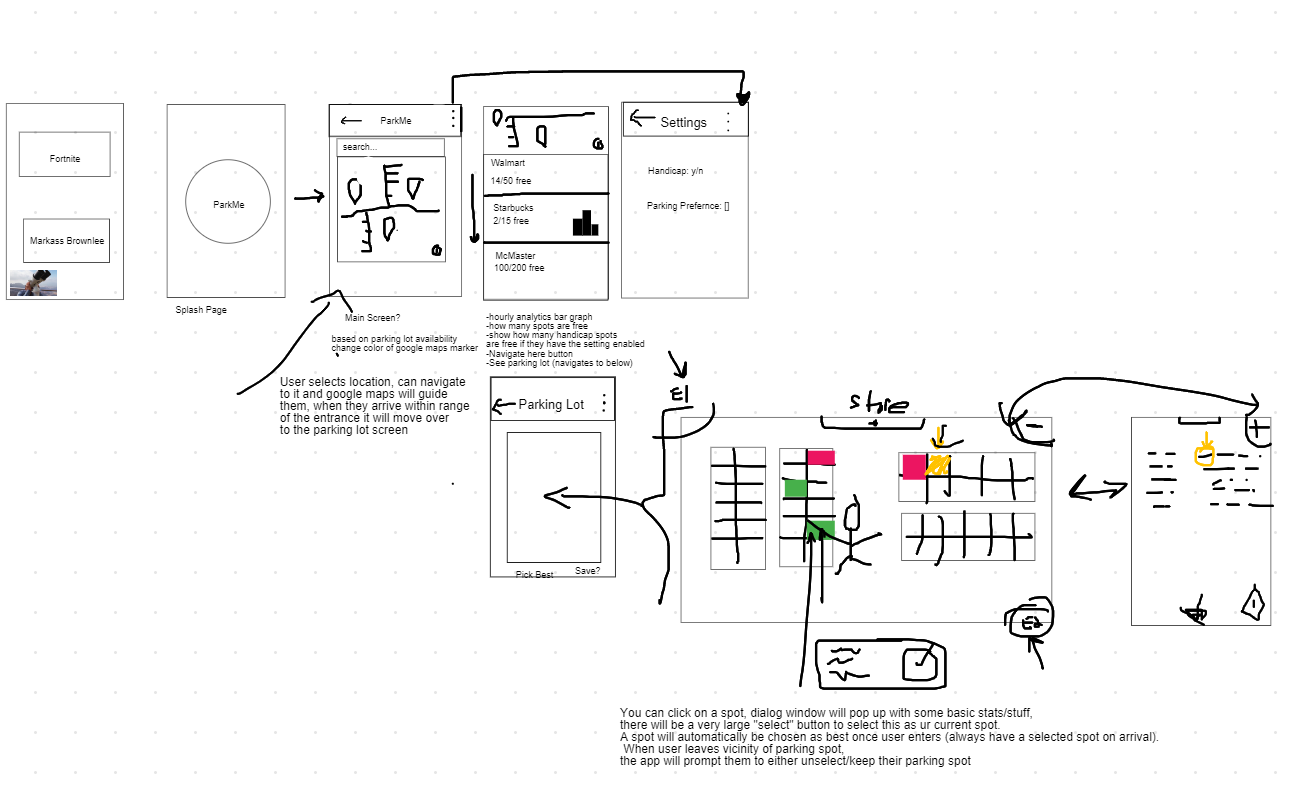 Fortnite
Markass Brownlee
ParkMe
Splash Page
ParkMe
search...
Main Screen?
based on parking lot availability
change color of google maps marker
User selects location, can navigate
to it and google maps will guide
them, when they arrive within range
of the entrance it will move over
to the parking lot screen
Walmart
14/50 free
Starbucks
2/15 free
McMaster
100/200 free
-hourly analytics bar graph
-how many spots are free
-show how many handicap spots
are free if they have the setting enabled
-Navigate here button
-See parking lot (navigates to below)
Settings
Handicap: y/n
Parking Prefernce: []
Parking Lot
Pick Best
Save?
E1
store
E2
You can click on a spot, dialog window will pop up with some basic stats/stuff,
there will be a very large "select" button to select this as ur current spot.
A spot will automatically be chosen as best once user enters (always have a selected spot on arrival).
When user leaves vicinity of parking spot,
the app will prompt them to either unselect/keep their parking spot